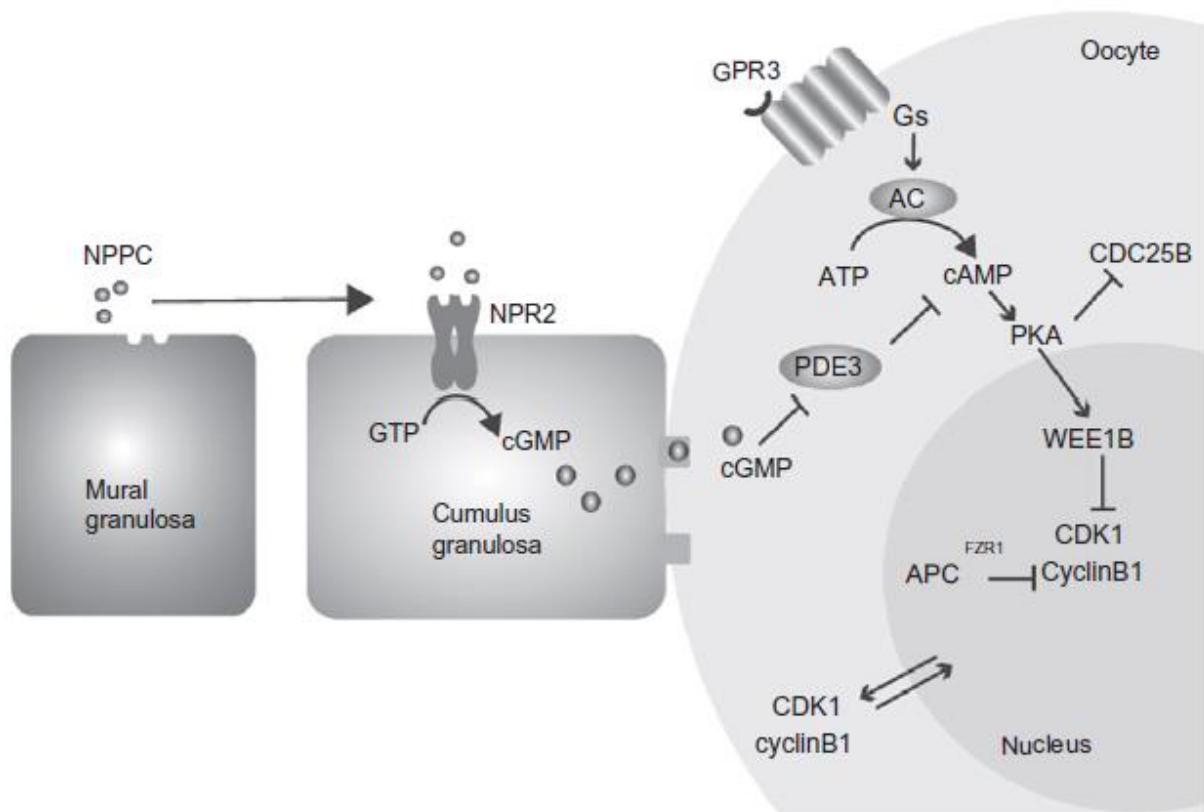 Oocyte
GPR3
Gs
AC
NPPC
ATP
cAMP
CDC25B
NPR2
PKA
PDE3
GTP
cGMP
cGMP
WEE1B
Mural
granulosa
Cumulus
granulosa
CDK1
CyclinB1
APC FZR1
CDK1
cyclinB1
Nucleus